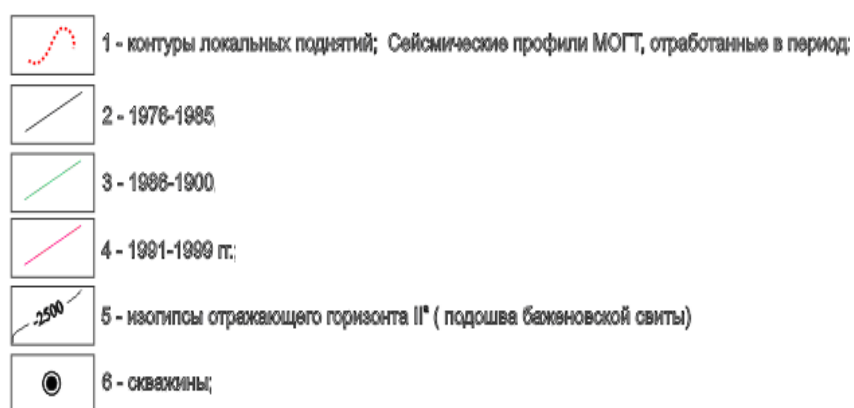 1 - контуры локальных поднятий; Сейсмические профили МОГТ, отработанные в период:
2 - 1976-1985
3 - 1986-1900
4 - 1991-1999 гг.;
-2500
5 - изогипсы отражающего горизонта IIª ( подошва баженовской свиты)
6 - скважины;